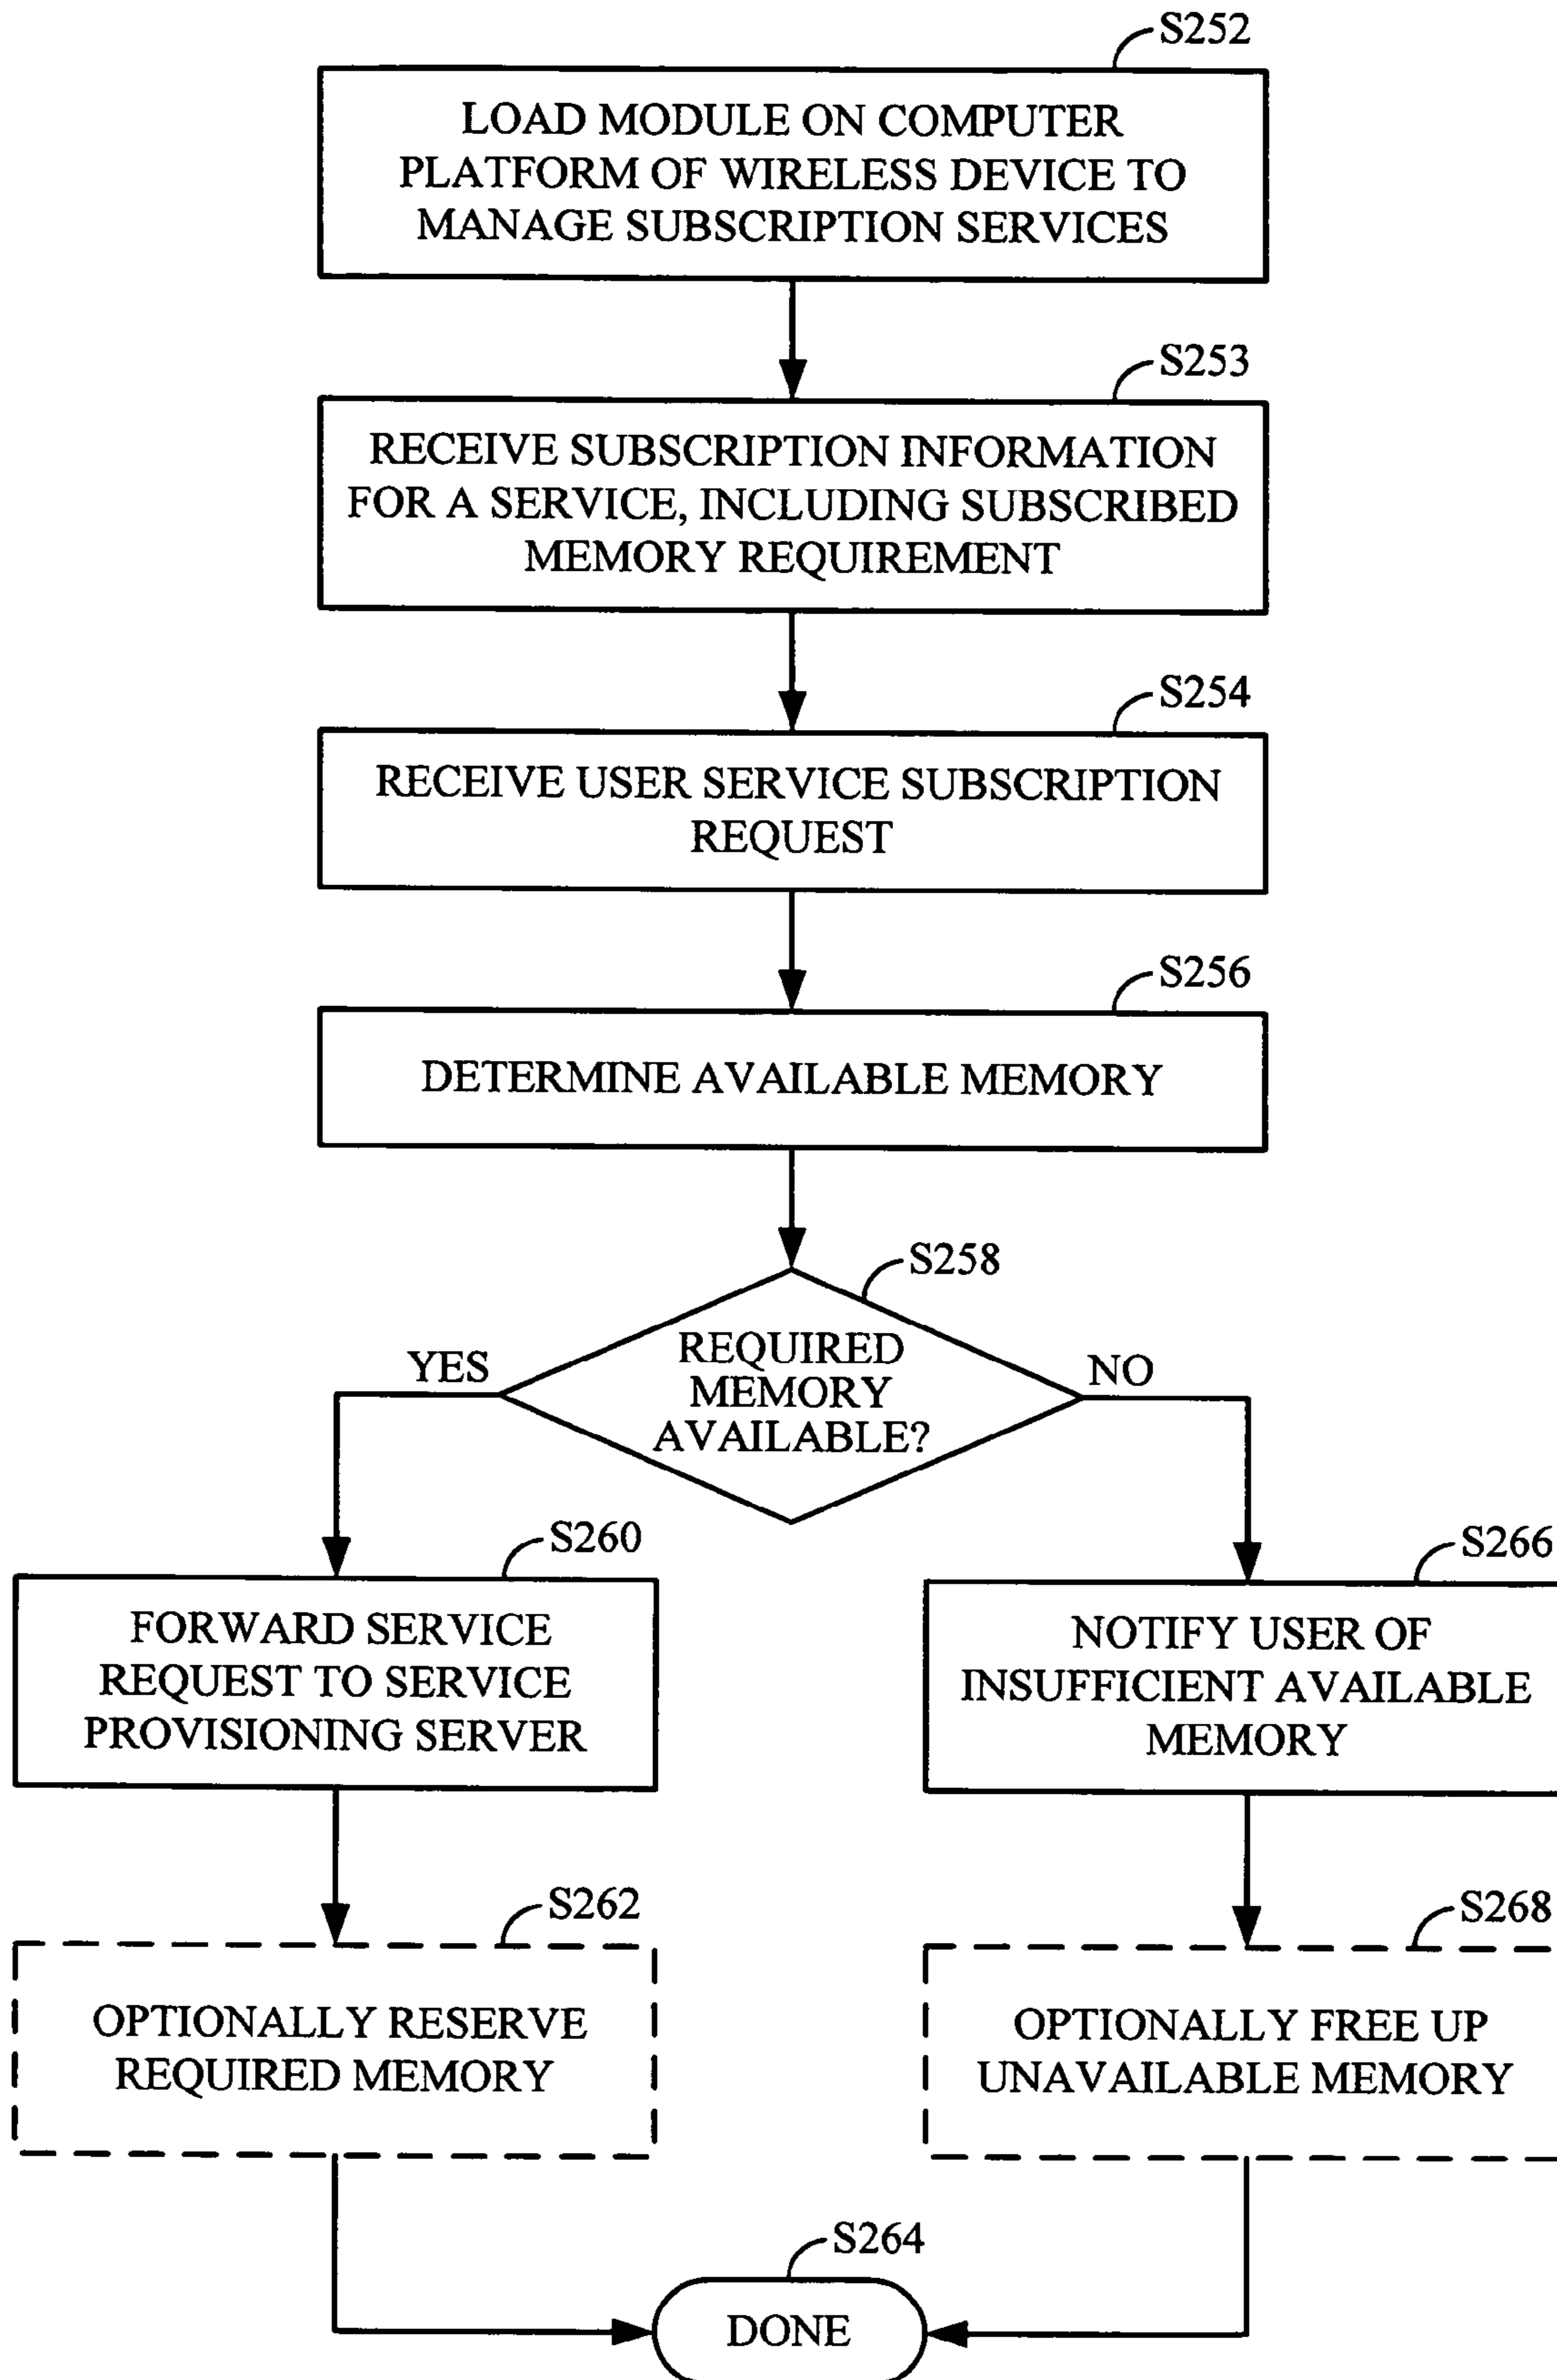 S252
LOAD MODULE ON COMPUTER
PLATFORM OF WIRELESS DEVICE TO
MANAGE SUBSCRIPTION SERVICES
S253
RECEIVE SUBSCRIPTION INFORMATION
FOR A SERVICE, INCLUDING SUBSCRIBED
MEMORY REQUIREMENT
S254
RECEIVE USER SERVICE SUBSCRIPTION
REQUEST
S256
DETERMINE AVAILABLE MEMORY
S258
REQUIRED
MEMORY
AVAILABLE?
YES
NO
S260
FORWARD SERVICE
REQUEST TO SERVICE
PROVISIONING SERVER
S266
NOTIFY USER OF
INSUFFICIENT AVAILABLE
MEMORY
S262
OPTIONALLY RESERVE
REQUIRED MEMORY
S268
OPTIONALLY FREE UP
UNAVAILABLE MEMORY
S264
DONE